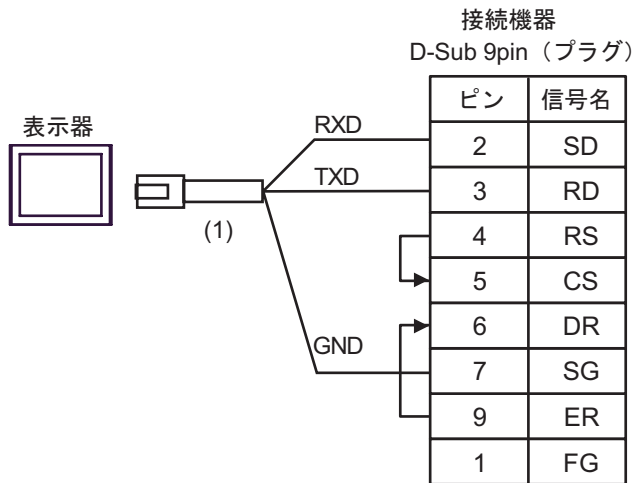 接続機器
D-Sub 9pin（プラグ）
表示器
(1)
RXD
TXD
GND
ピン 信号名
2 SD
3 RD
4 RS
5 CS
6 DR
7 SG
9 ER
1 FG